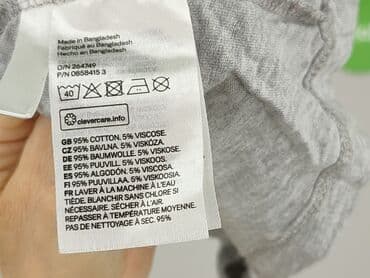 Made in Bangladesh
Fabriqué au Bangladesh
Hecho en Bangladesh
O/N 264749
P/N 0858415 3
40
clevercare.info
GB 95% COTTON, 5% VISCOSE.
CZ 95% BAVLNA, 5% VISKÓZA.
DE 95% BAUMWOLLE, 5% VISKOSE.
EE 95% PUUVILL, 5% VISKOOS.
ES 95% ALGODÓN, 5% VISCOSA.
FI 95% PUUVILLAA, 5% VISKOOSIA
FR LAVER À LA MACHINE À L'EAU
TIÈDE, BLANCHIR SANS CHLORE SI
NÉCESSAIRE, SÉCHER À L'AIR,
REPASSER À TEMPÉRATURE MOYENNE.
PAS DE NETTOYAGE À SEC. 95%